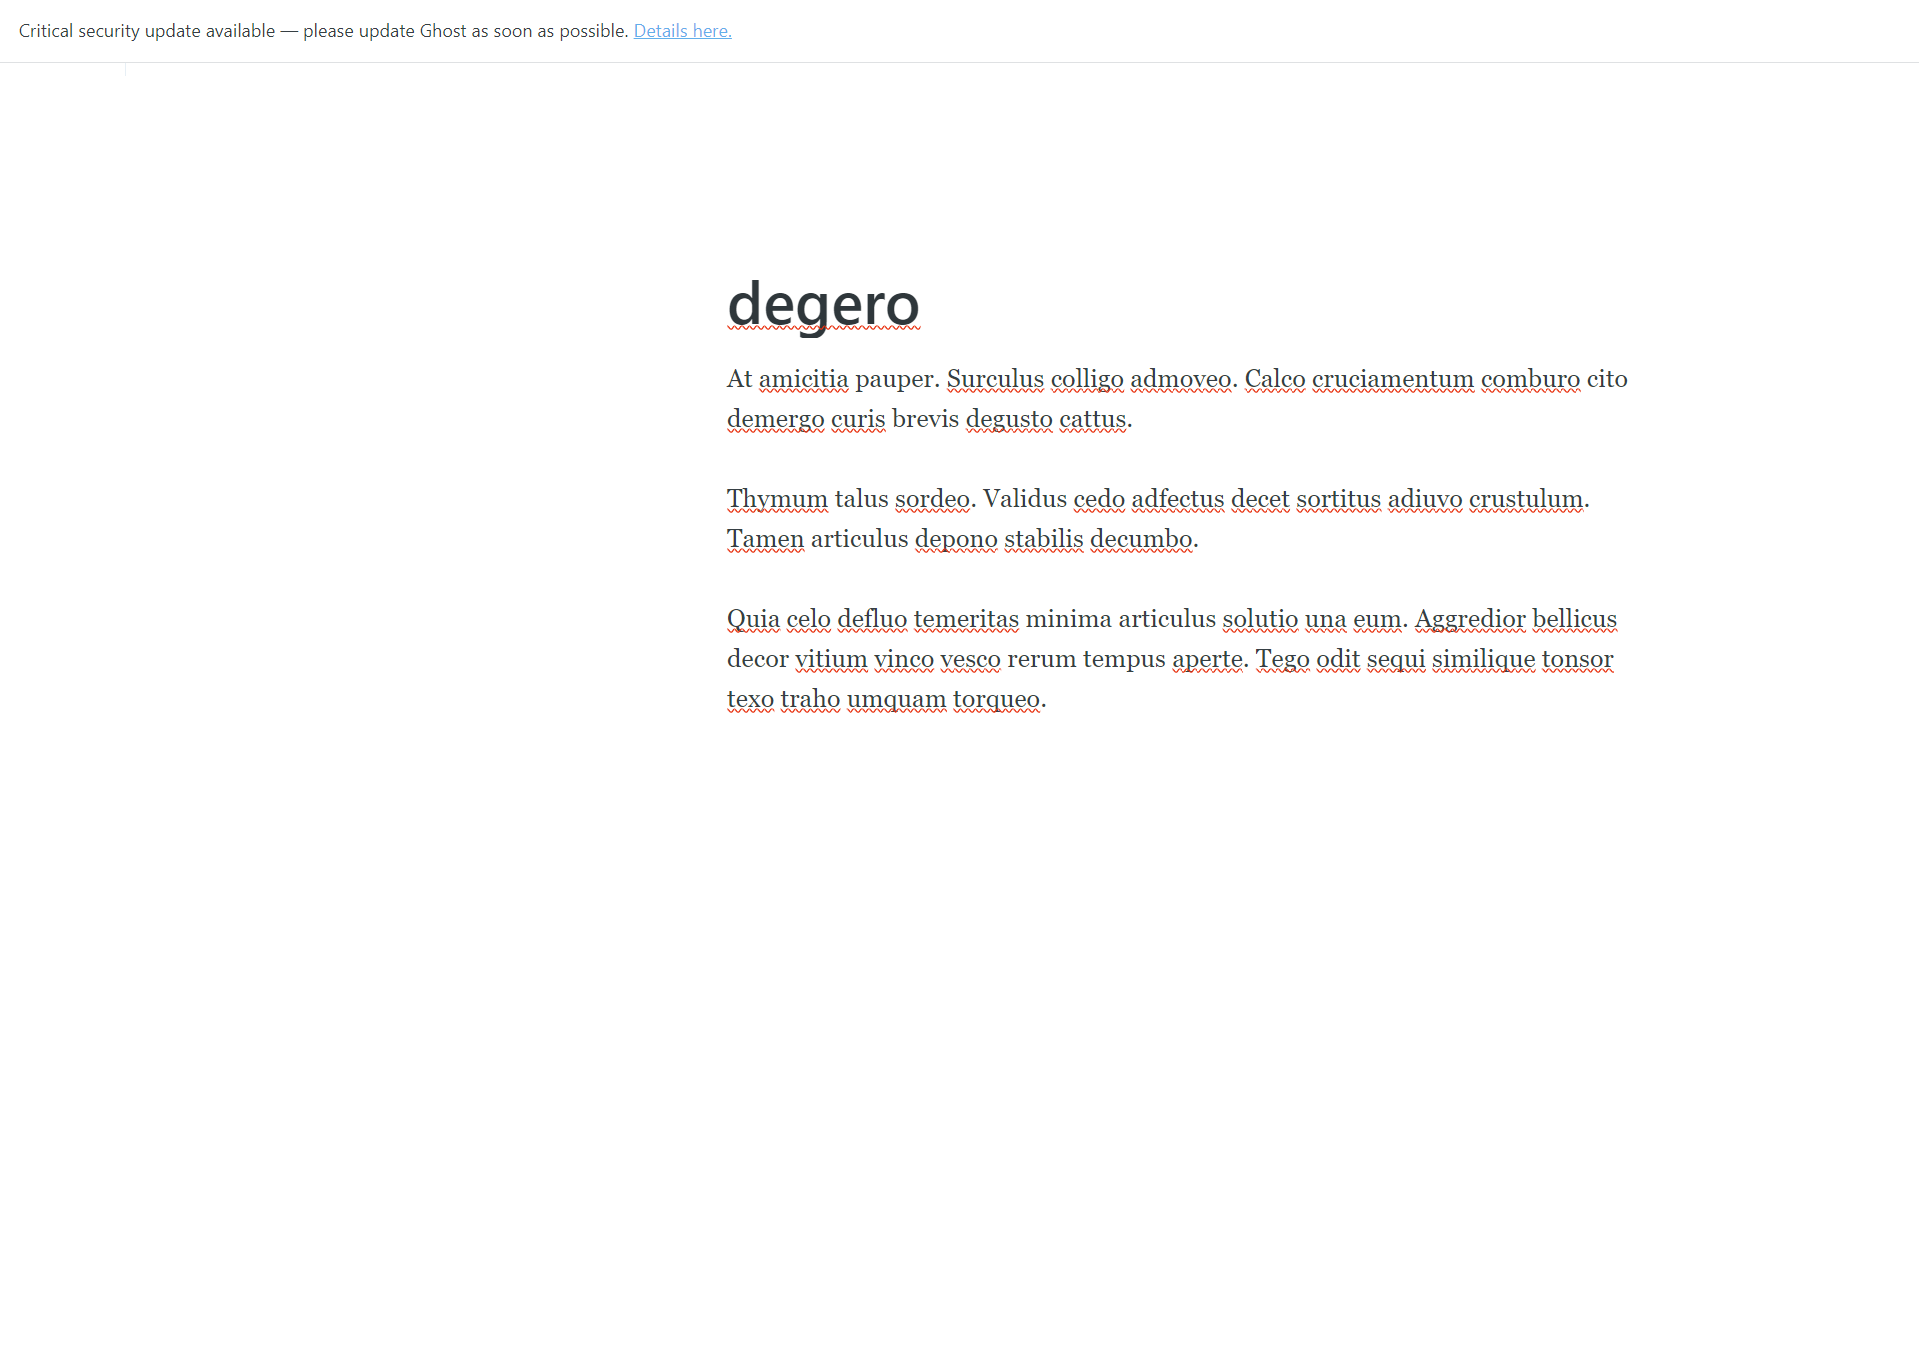 Critical security update available — please update Ghost as soon as possible. Details here.
degero
At amicitia pauper. Surculus colligo admoveo. Calco cruciamentum comburo cito
demergo curis brevis degusto cattus.
Thymum talus sordeo. Validus cedo adfectus decet sortitus adiuvo crustulum.
Tamen articulus depono stabilis decumbo.
Quia celo defluo temeritas minima articulus solutio una eum. Aggredior bellicus
decor vitium vinco vesco rerum tempus aperte. Tego odit sequi similique tonsor
texo traho umquam torqueo.